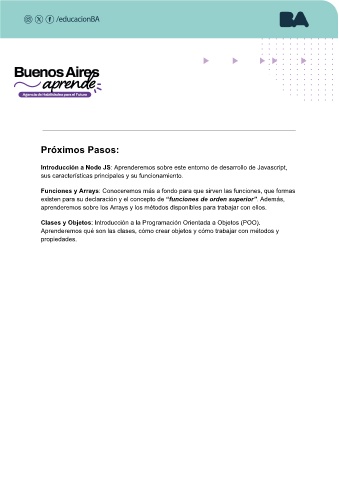 /educacionBA
BA
Buenos Aires
aprende
Agencia de Habilidades para el Futuro
Próximos Pasos:
Introducción a Node JS: Aprenderemos sobre este entorno de desarrollo de Javascript,
sus características principales y su funcionamiento.
Funciones y Arrays: Conoceremos más a fondo para que sirven las funciones, que formas
existen para su declaración y el concepto de “funciones de orden superior”. Además,
aprenderemos sobre los Arrays y los métodos disponibles para trabajar con ellos.
Clases y Objetos: Introducción a la Programación Orientada a Objetos (POO).
Aprenderemos qué son las clases, cómo crear objetos y cómo trabajar con métodos y
propiedades.